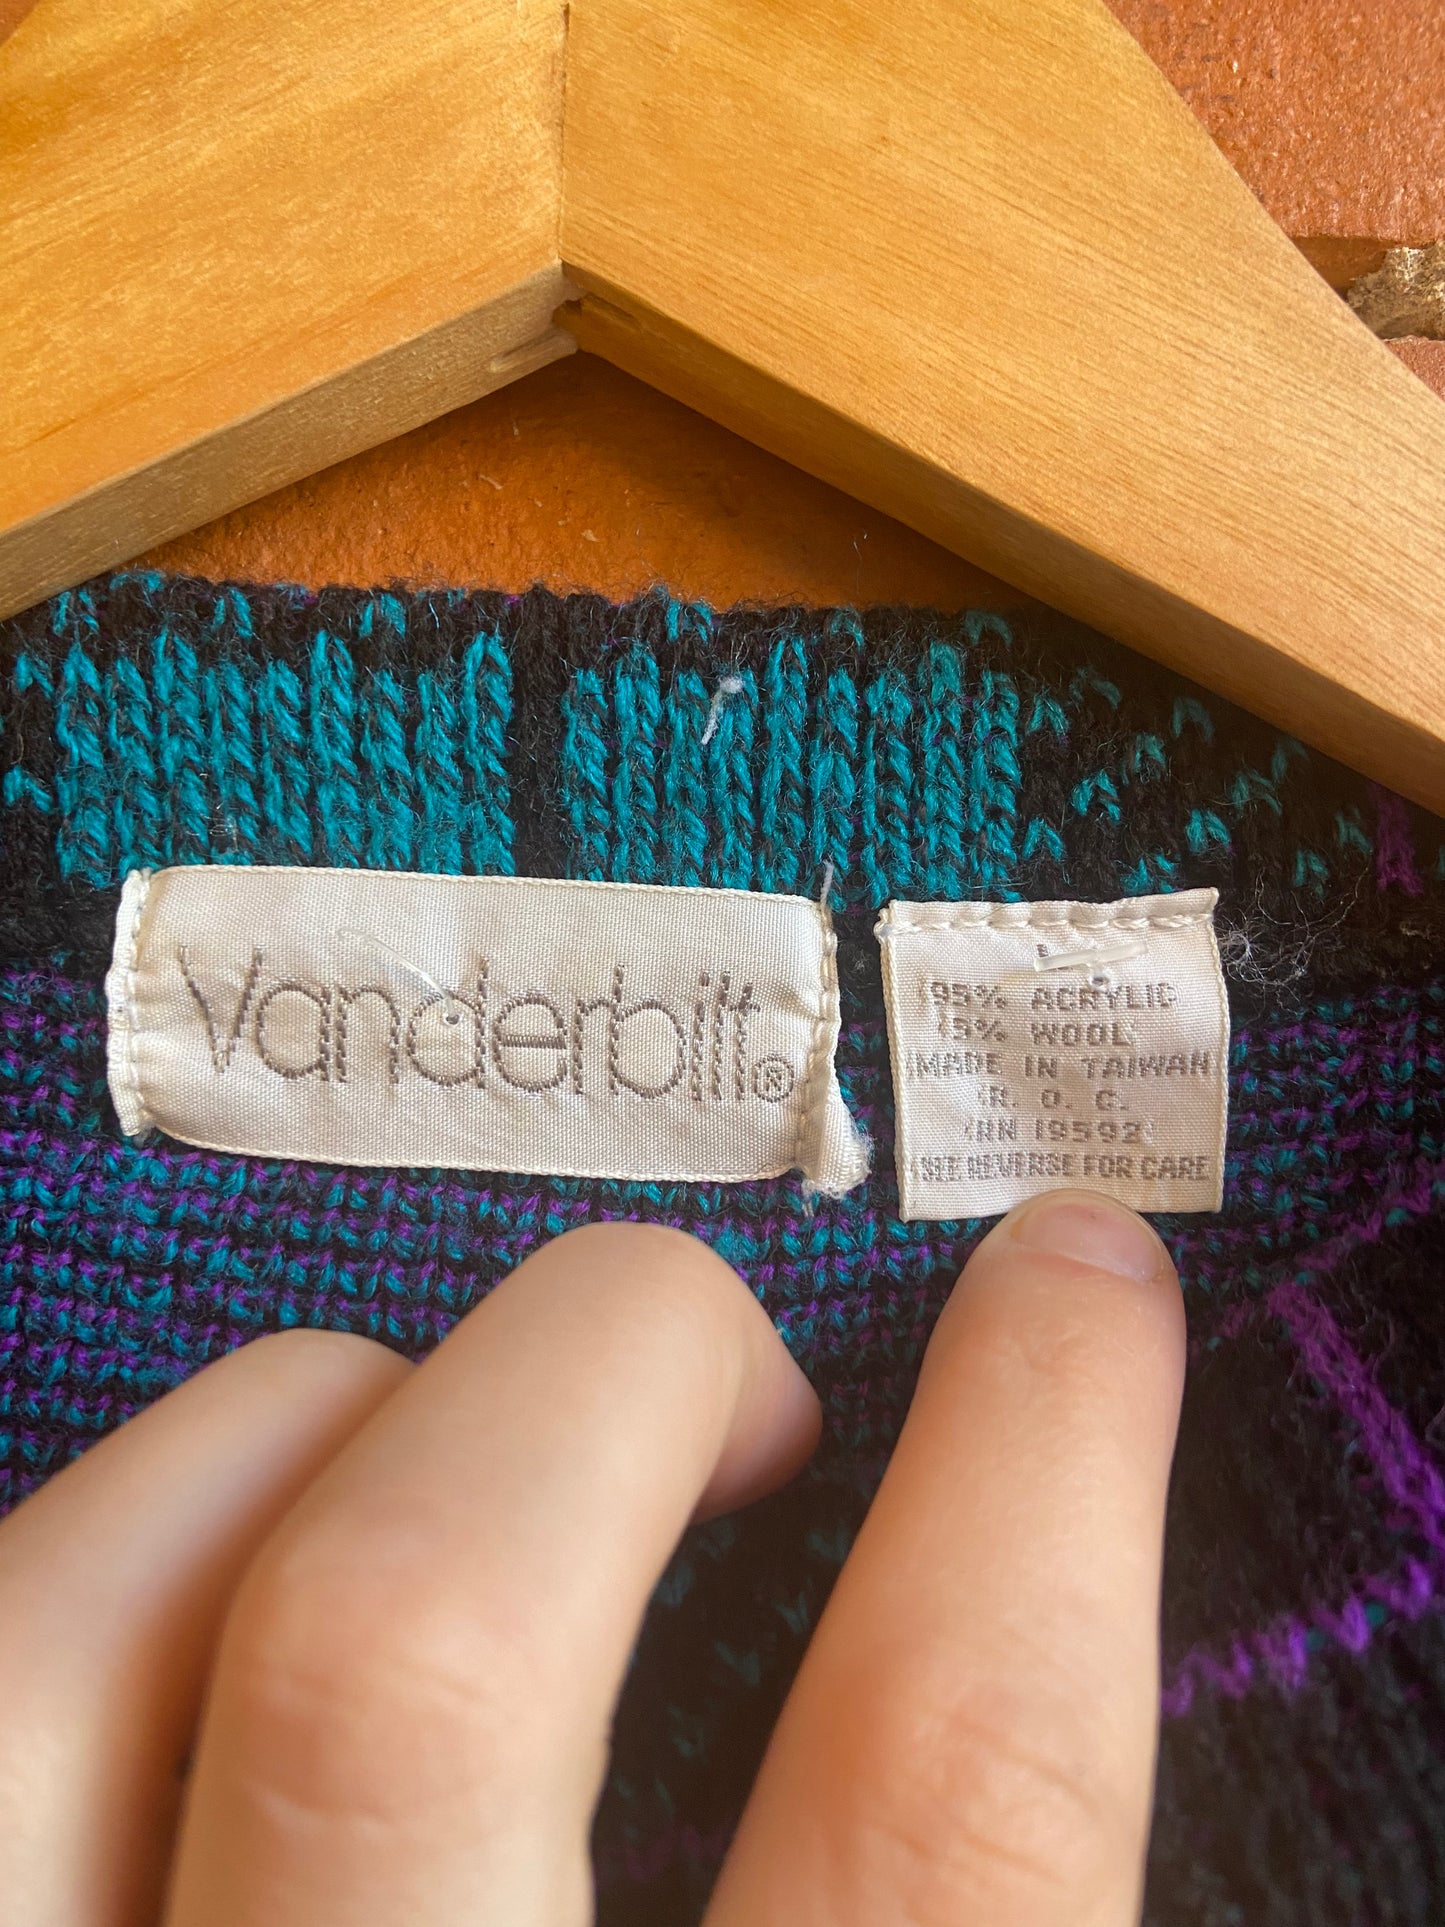 Vanderbilt®
95% ACRYLIC
5% WOOL
MADE IN TAIWAN
R. O. C.
RN 19592
SEE REVERSE FOR CARE